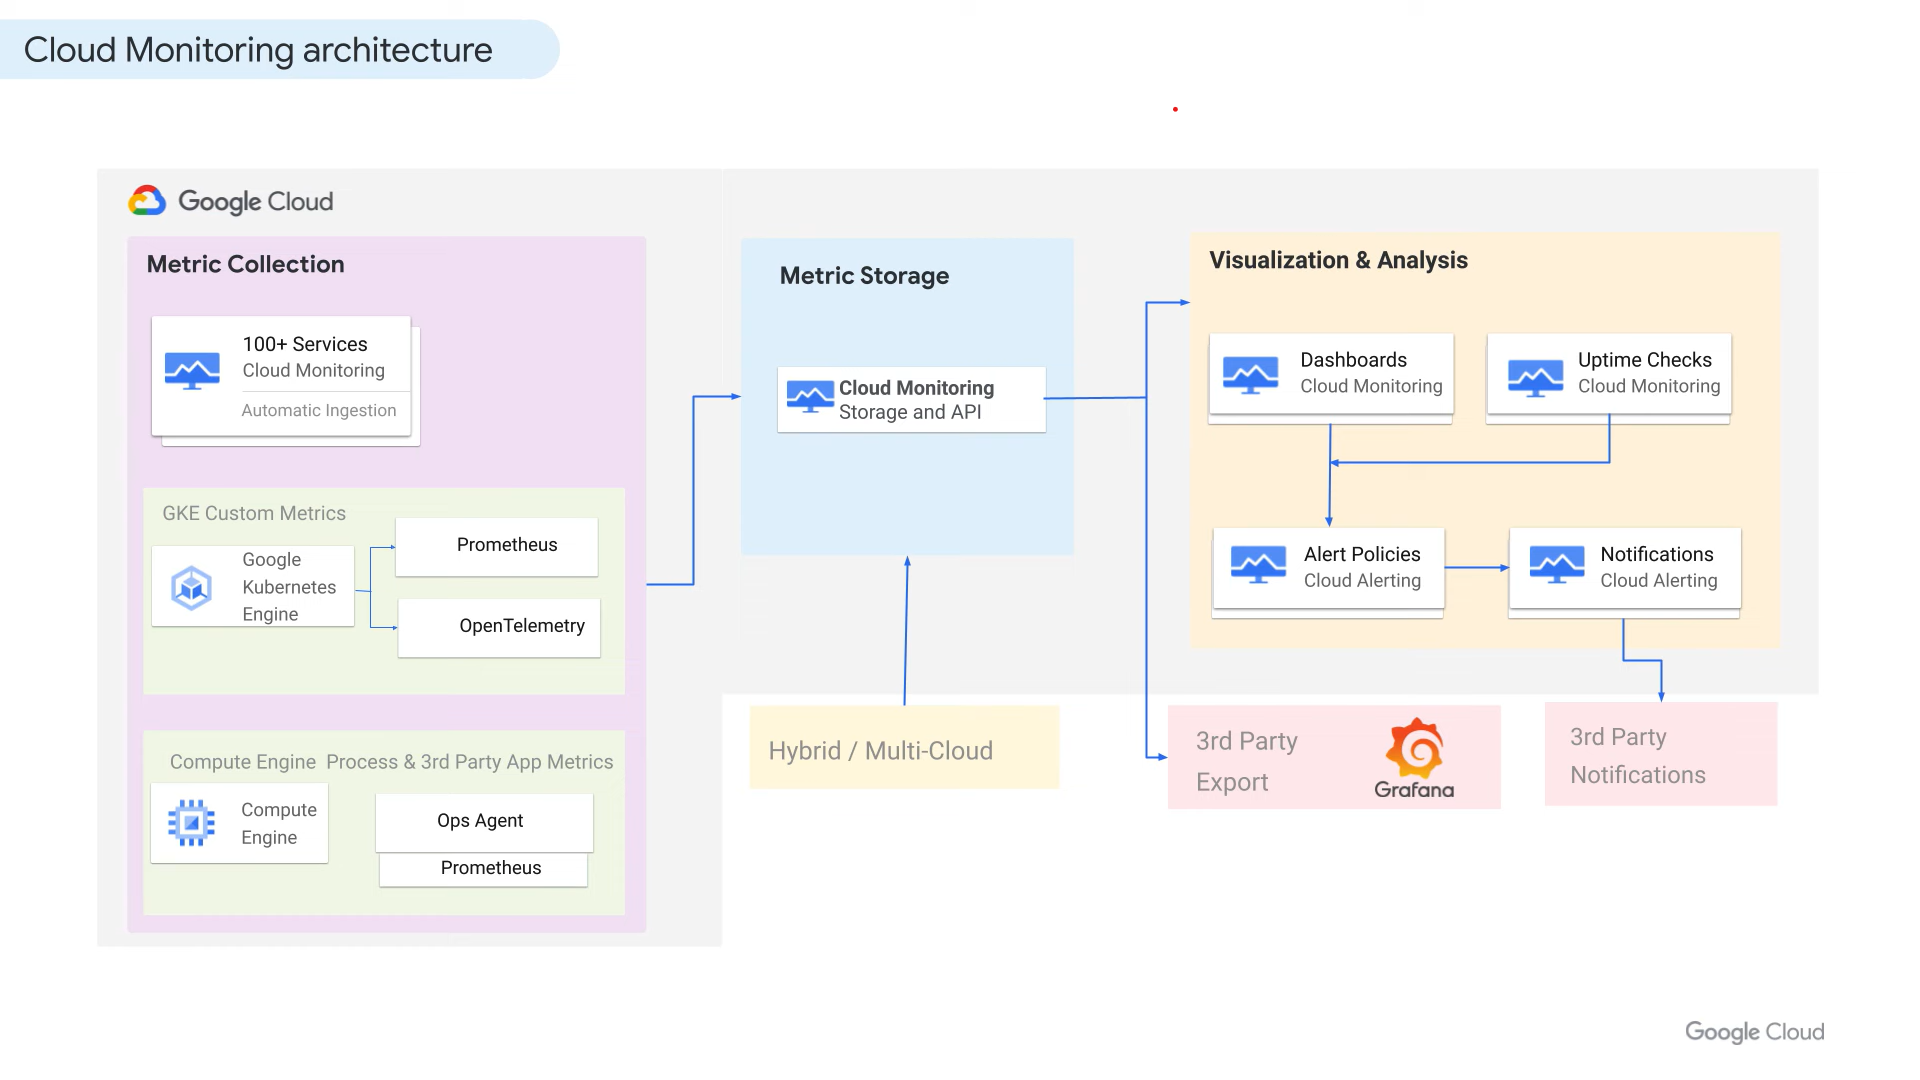 Cloud Monitoring architecture
Google Cloud
Metric Collection
100+ Services
Cloud Monitoring
Automatic Ingestion
GKE Custom Metrics
Google
Kubernetes
Engine
Prometheus
OpenTelemetry
Compute Engine Process & 3rd Party App Metrics
Compute
Engine
Ops Agent
Prometheus
Metric Storage
Cloud Monitoring
Storage and API
Hybrid / Multi-Cloud
Visualization & Analysis
Dashboards
Cloud Monitoring
Uptime Checks
Cloud Monitoring
Alert Policies
Cloud Alerting
Notifications
Cloud Alerting
3rd Party
Export
Grafana
3rd Party
Notifications
Google Cloud